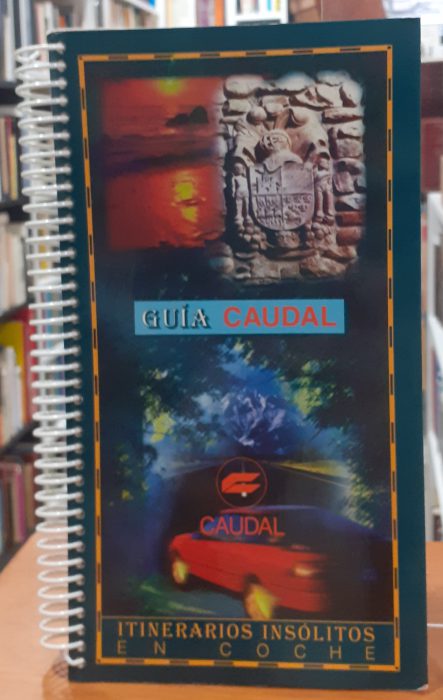 GUÍA CAUDAL
CAUDAL
ITINERARIOS INSÓLITOS
EN COCHE